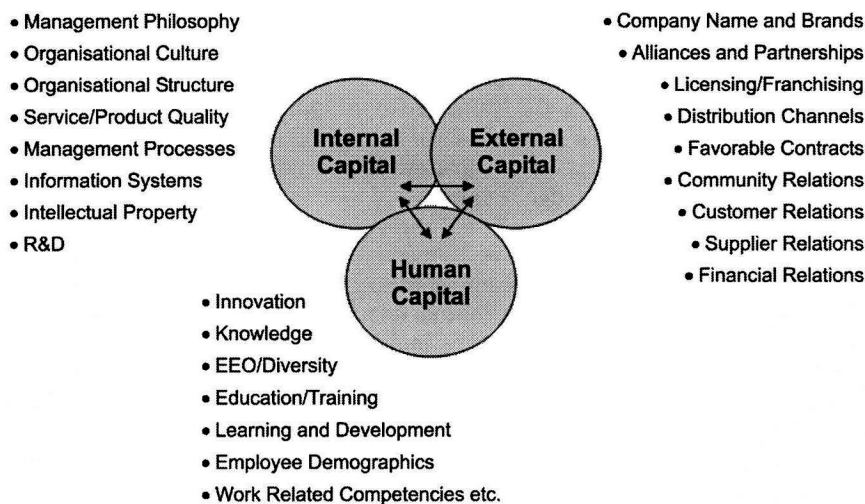 • Management Philosophy
• Organisational Culture
• Organisational Structure
• Service/Product Quality
• Management Processes
• Information Systems
• Intellectual Property
• R&D
• Company Name and Brands
• Alliances and Partnerships
• Licensing/Franchising
• Distribution Channels
• Favorable Contracts
• Community Relations
• Customer Relations
• Supplier Relations
• Financial Relations
Internal
Capital
External
Capital
Human
Capital
• Innovation
• Knowledge
• EEO/Diversity
• Education/Training
• Learning and Development
• Employee Demographics
• Work Related Competencies etc.